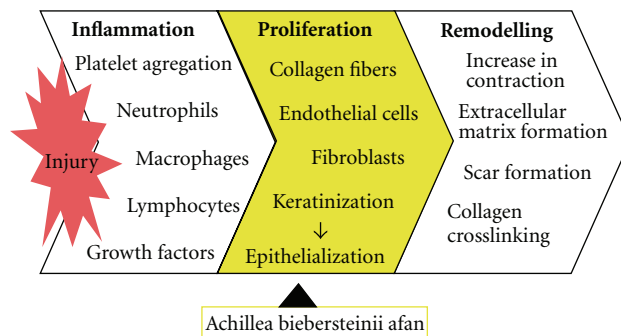 Inflammation
Platelet agregation
Neutrophils
Injury
Macrophages
Lymphocytes
Growth factors
Proliferation
Collagen fibers
Endothelial cells
Fibroblasts
Keratinization
↓
Epithelialization
Remodelling
Increase in
contraction
Extracellular
matrix formation
Scar formation
Collagen
crosslinking
Achillea biebersteinii afan